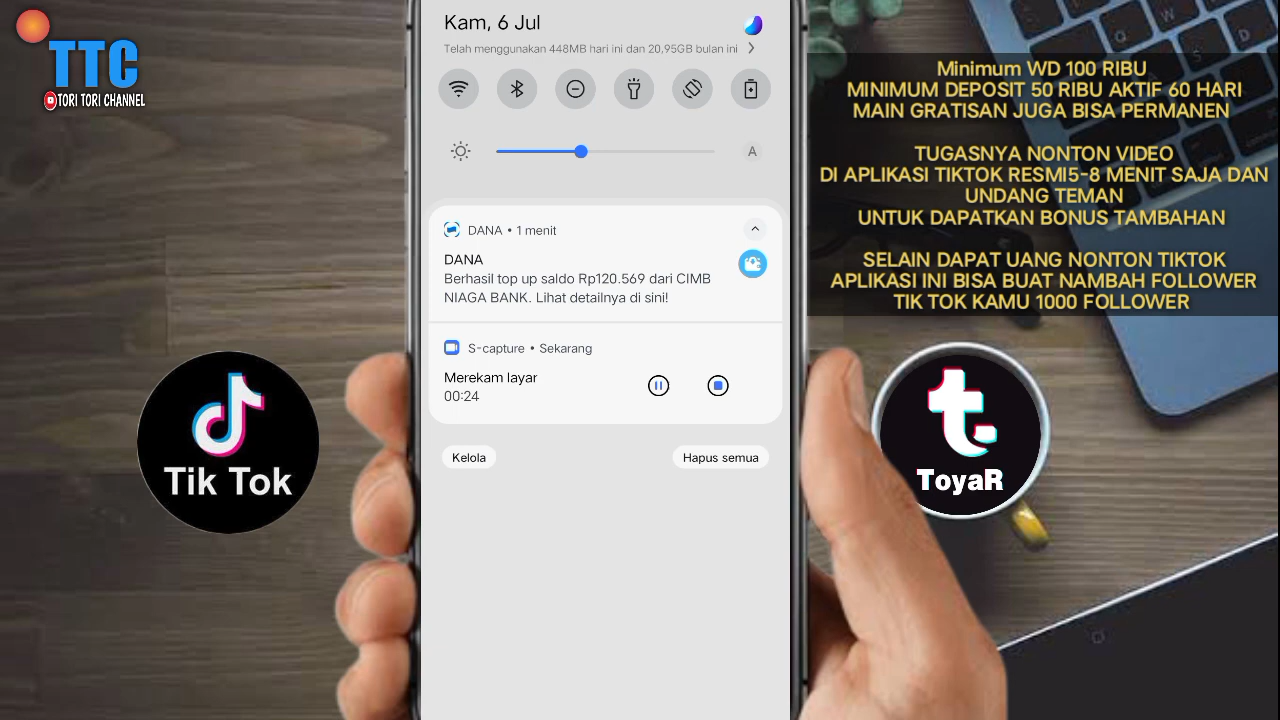 TTC
TORI TORI CHANNEL
Kam, 6 Jul
Telah menggunakan 448MB hari ini dan 20,95GB bulan ini
A
DANA • 1 menit
DANA
Berhasil top up saldo Rp120.569 dari CIMB
NIAGA BANK. Lihat detailnya di sini!
S-capture • Sekarang
Merekam layar
00:24
Kelola
Hapus semua
Minimum WD 100 RIBU
MINIMUM DEPOSIT 50 RIBU AKTIF 60 HARI
MAIN GRATISAN JUGA BISA PERMANEN
TUGASNYA NONTON VIDEO
DI APLIKASI TIKTOK RESMI5-8 MENIT SAJA DAN
UNDANG TEMAN
UNTUK DAPATKAN BONUS TAMBAHAN
SELAIN DAPAT UANG NONTON TIKTOK
APLIKASI INI BISA BUAT NAMBAH FOLLOWER
TIK TOK KAMU 1000 FOLLOWER
Tik Tok
t
ToyaR